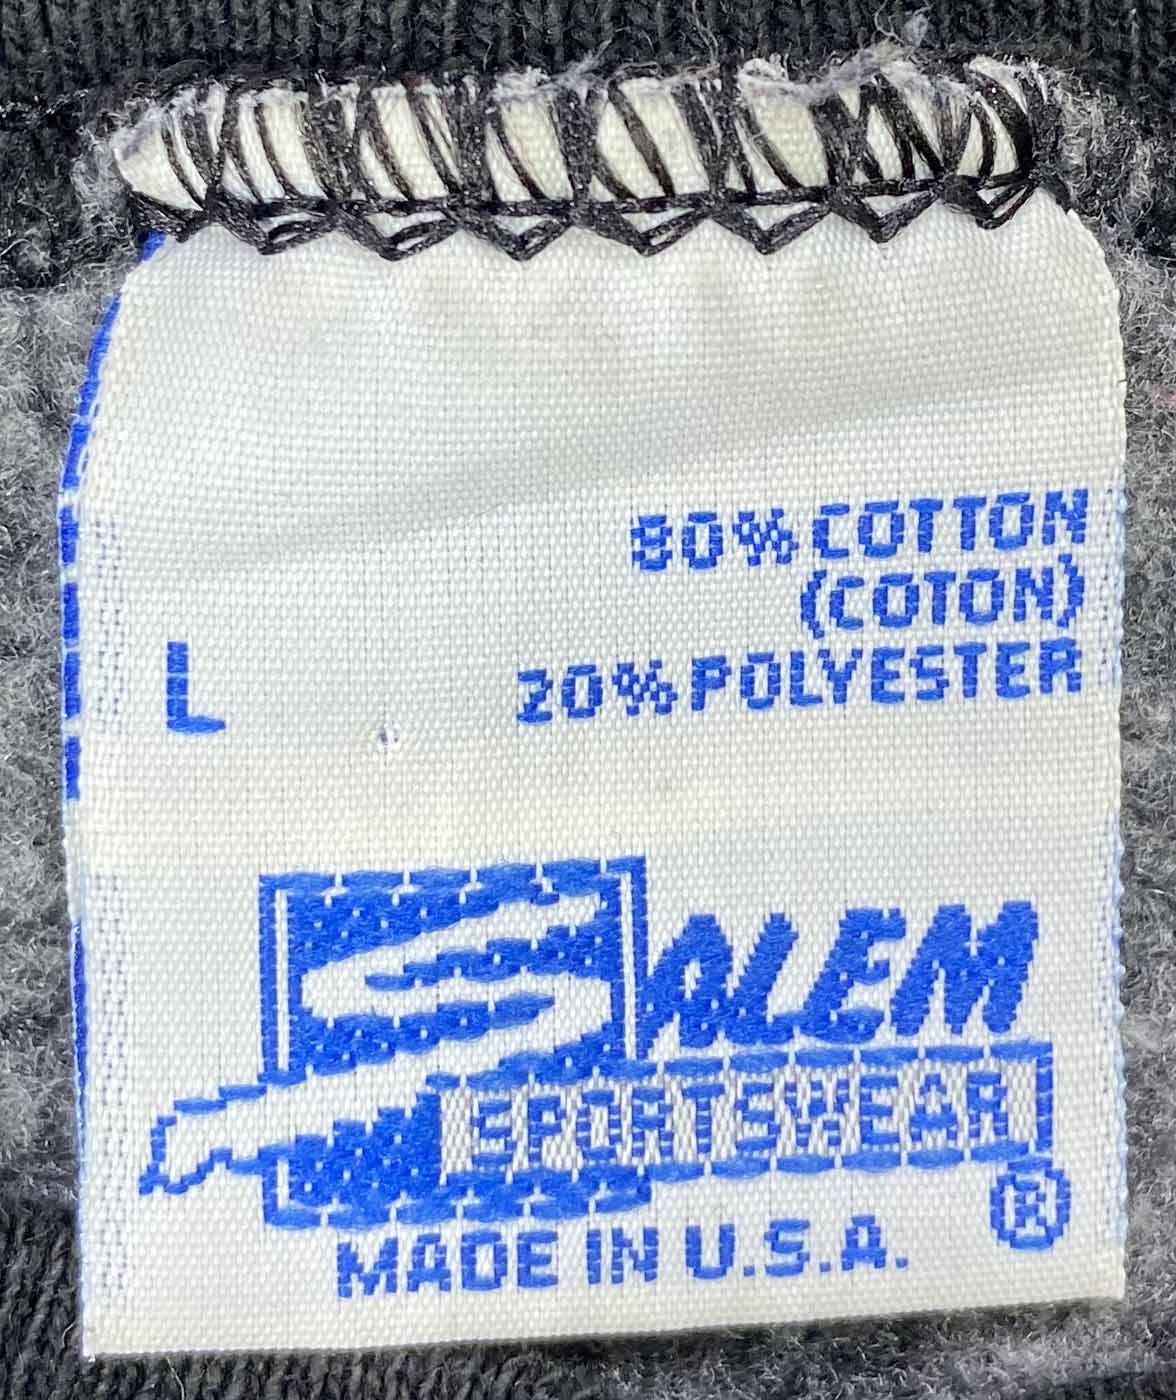 80% COTTON
(COTON)
20% POLYESTER
L
SALEM
SPORTSWEAR
®
MADE IN U.S.A.